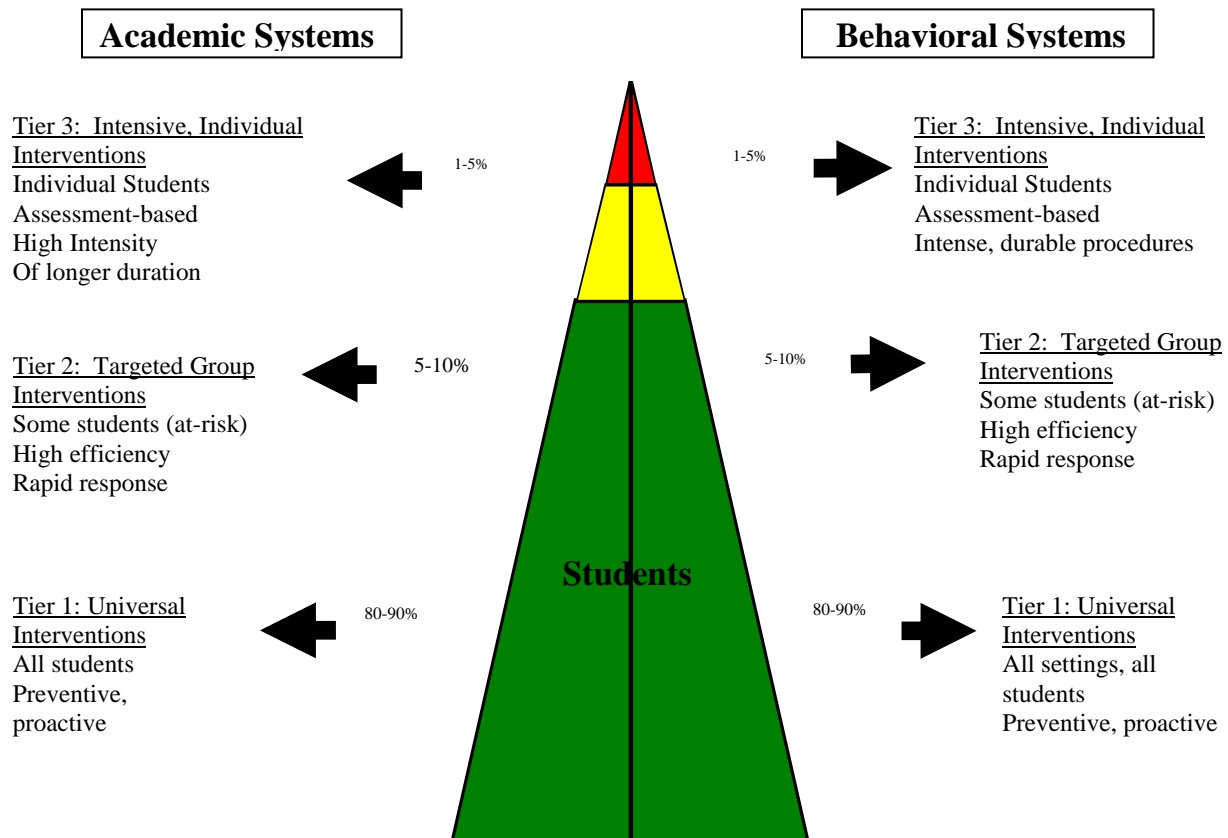 Academic Systems
Behavioral Systems
Tier 3:  Intensive, Individual
Interventions
Individual Students
Assessment-based
High Intensity
Of longer duration
1-5%
1-5%
Tier 3:  Intensive, Individual
Interventions
Individual Students
Assessment-based
Intense, durable procedures
Tier 2:  Targeted Group
Interventions
Some students (at-risk)
High efficiency
Rapid response
5-10%
5-10%
Tier 2:  Targeted Group
Interventions
Some students (at-risk)
High efficiency
Rapid response
Students
Tier 1: Universal
Interventions
All students
Preventive,
proactive
80-90%
80-90%
Tier 1: Universal
Interventions
All settings, all
students
Preventive, proactive